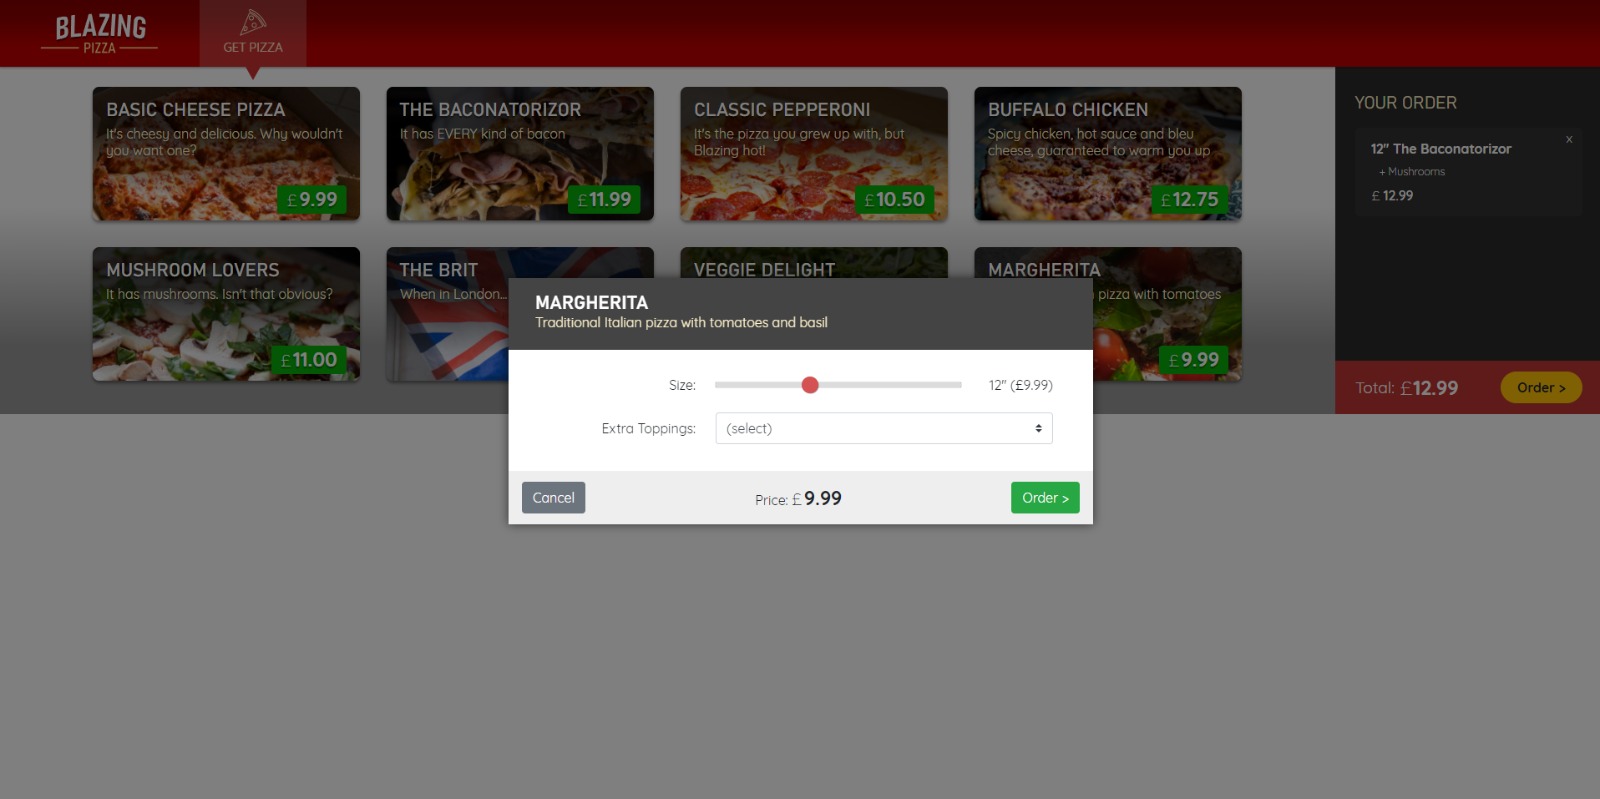 BLAZING
PIZZA
GET PIZZA
BASIC CHEESE PIZZA
It's cheesy and delicious. Why wouldn't
you want one?
£ 9.99
THE BACONATORIZOR
It has EVERY kind of bacon
£ 11.99
CLASSIC PEPPERONI
It's the pizza you grew up with, but
Blazing hot!
£ 10.50
BUFFALO CHICKEN
Spicy chicken, hot sauce and bleu
cheese, guaranteed to warm you up
£ 12.75
MUSHROOM LOVERS
It has mushrooms. Isn't that obvious?
£ 11.00
THE BRIT
When in London...
VEGGIE DELIGHT
MARGHERITA
pizza with tomatoes
£ 9.99
MARGHERITA
Traditional Italian pizza with tomatoes and basil
Size:
12" (£9.99)
Extra Toppings:
(select)
Cancel
Price: £ 9.99
Order >
YOUR ORDER
x
12" The Baconatorizor
+ Mushrooms
£ 12.99
Total: £12.99
Order >